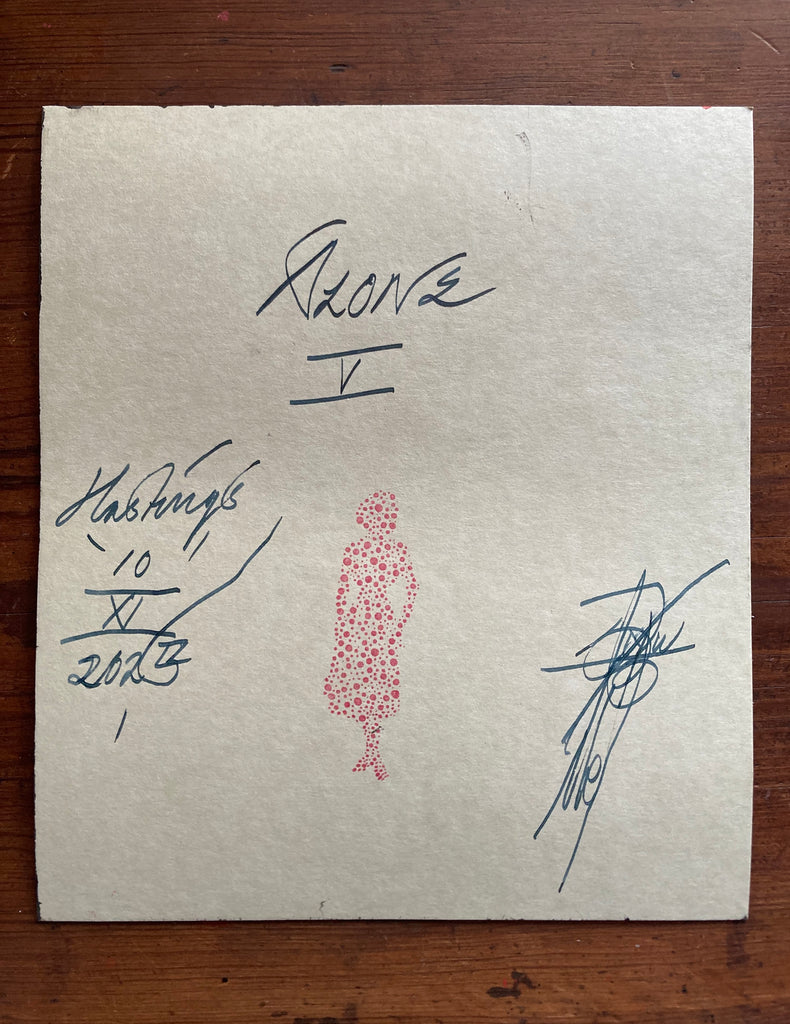 ALONE
V
Hastings
10
XI
2023